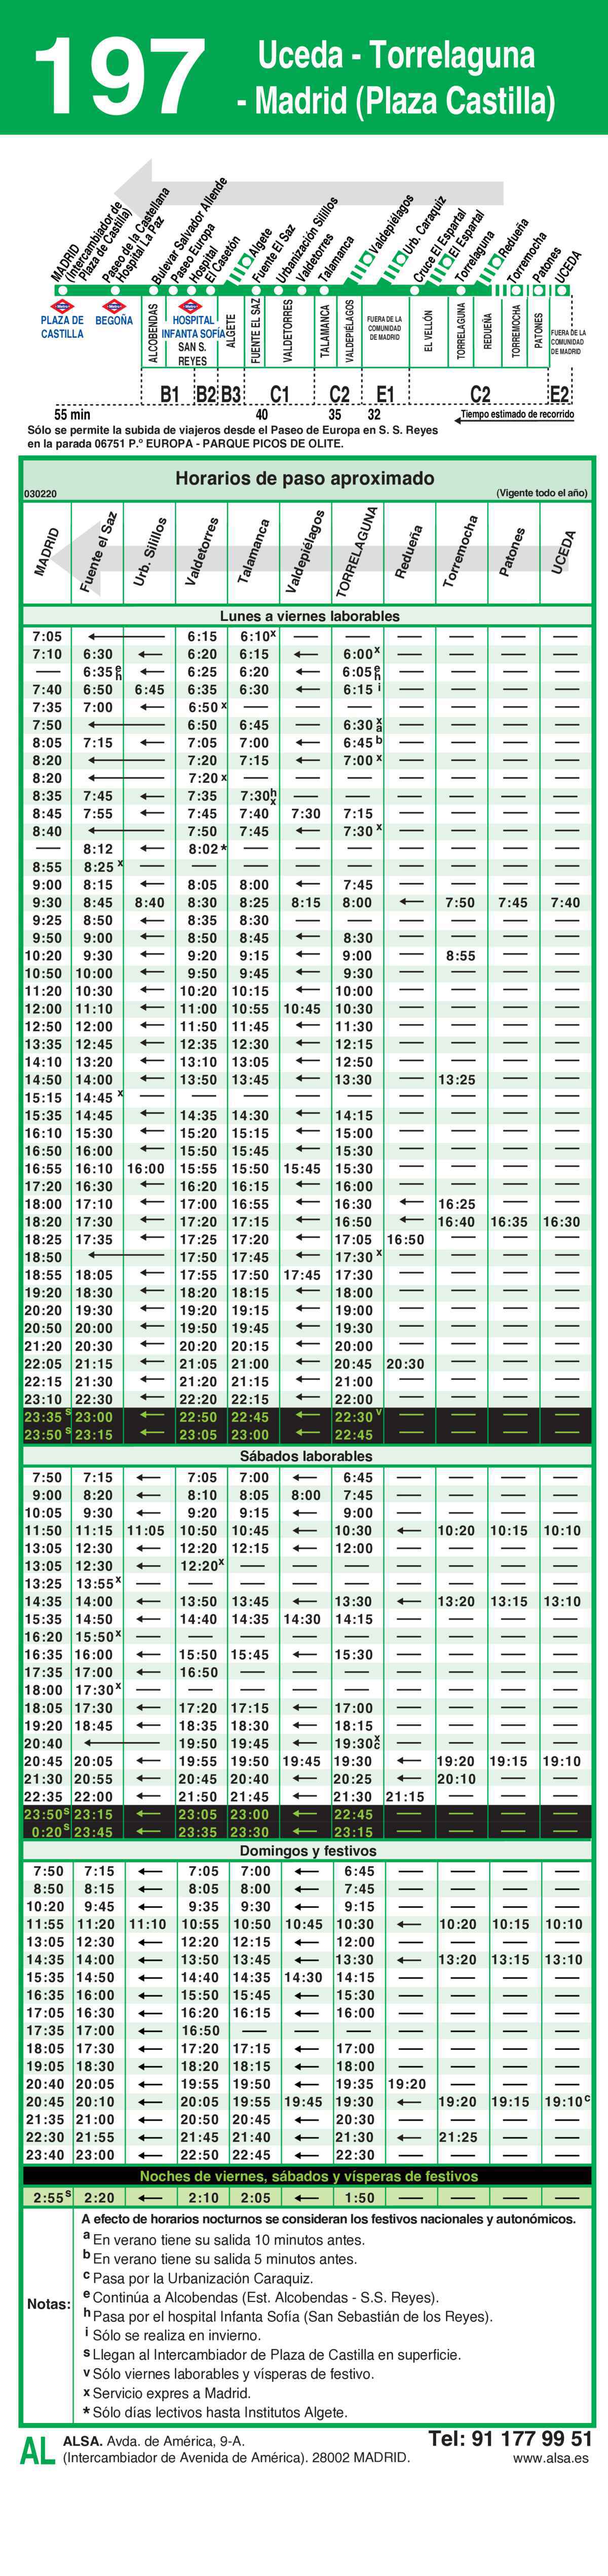 197
Uceda - Torrelaguna
- Madrid (Plaza Castilla)
MADRID
(Intercambiador de
Plaza de Castilla)
Paseo de la Castellana
Hospital La Paz
Bulevar Salvador Allende
Paseo Europa
Hospital
El Casetón
Algete
Fuente El Saz
Urbanización Silillos
Valdetorres
Talamanca
Valdepiélagos
Urb. Caraquiz
Cruce El Espartal
El Espartal
Torrelaguna
Redueña
Torremocha
Patones
UCEDA
PLAZA DE
CASTILLA
BEGOÑA
ALCOBENDAS
HOSPITAL
INFANTA SOFÍA
SAN S.
REYES
ALGETE
FUENTE EL SAZ
VALDETORRES
TALAMANCA
VALDEPIÉLAGOS
FUERA DE LA
COMUNIDAD
DE MADRID
EL VELLÓN
TORRELAGUNA
REDUEÑA
TORREMOCHA
PATONES
FUERA DE LA
COMUNIDAD
DE MADRID
B1 B2 B3 C1 C2 E1 C2 E2
55 min 40 35 32 Tiempo estimado de recorrido
Sólo se permite la subida de viajeros desde el Paseo de Europa en S. S. Reyes
en la parada 06751 P.º EUROPA - PARQUE PICOS DE OLITE.
Horarios de paso aproximado
030220 (Vigente todo el año)
MADRID Fuente el Saz Urb. Silillos Valdetorres Talamanca Valdepiélagos TORRELAGUNA Redueña Torremocha Patones UCEDA
Lunes a viernes laborables
7:05 ← 6:15 6:10x — — — — — —
7:10 6:30 ← 6:20 6:15 ← 6:00x — — — —
— 6:35eh ← 6:25 6:20 ← 6:05eh — — — —
7:40 6:50 6:45 6:35 6:30 ← 6:15i — — — —
7:35 7:00 ← 6:50x — — — — — — —
7:50 ← 6:50 6:45 — 6:30xa — — — —
8:05 7:15 ← 7:05 7:00 ← 6:45b — — — —
8:20 ← 7:20 7:15 ← 7:00x — — — —
8:20 ← 7:20x — — — — — — —
8:35 7:45 ← 7:35 7:30hx — — — — — —
8:45 7:55 ← 7:45 7:40 7:30 7:15 — — — —
8:40 ← 7:50 7:45 ← 7:30x — — — —
— 8:12 ← 8:02* — — — — — — —
8:55 8:25x — — — — — — — — —
9:00 8:15 ← 8:05 8:00 ← 7:45 — — — —
9:30 8:45 8:40 8:30 8:25 8:15 8:00 ← 7:50 7:45 7:40
9:25 8:50 ← 8:35 8:30 — — — — — —
9:50 9:00 ← 8:50 8:45 ← 8:30 — — — —
10:20 9:30 ← 9:20 9:15 ← 9:00 — 8:55 — —
10:50 10:00 ← 9:50 9:45 ← 9:30 — — — —
11:20 10:30 ← 10:20 10:15 ← 10:00 — — — —
12:00 11:10 ← 11:00 10:55 10:45 10:30 — — — —
12:50 12:00 ← 11:50 11:45 ← 11:30 — — — —
13:35 12:45 ← 12:35 12:30 ← 12:15 — — — —
14:10 13:20 ← 13:10 13:05 ← 12:50 — — — —
14:50 14:00 ← 13:50 13:45 ← 13:30 — 13:25 — —
15:15 14:45x — — — — — — — — —
15:35 14:45 ← 14:35 14:30 ← 14:15 — — — —
16:10 15:30 ← 15:20 15:15 ← 15:00 — — — —
16:50 16:00 ← 15:50 15:45 ← 15:30 — — — —
16:55 16:10 16:00 15:55 15:50 15:45 15:30 — — — —
17:20 16:30 ← 16:20 16:15 ← 16:00 — — — —
18:00 17:10 ← 17:00 16:55 ← 16:30 ← 16:25 — —
18:20 17:30 ← 17:20 17:15 ← 16:50 ← 16:40 16:35 16:30
18:25 17:35 ← 17:25 17:20 ← 17:05 16:50 — — —
18:50 ← 17:50 17:45 ← 17:30x — — — —
18:55 18:05 ← 17:55 17:50 17:45 17:30 — — — —
19:20 18:30 ← 18:20 18:15 ← 18:00 — — — —
20:20 19:30 ← 19:20 19:15 ← 19:00 — — — —
20:50 20:00 ← 19:50 19:45 ← 19:30 — — — —
21:20 20:30 ← 20:20 20:15 ← 20:00 — — — —
22:05 21:15 ← 21:05 21:00 ← 20:45 20:30 — — —
22:15 21:30 ← 21:20 21:15 ← 21:00 — — — —
23:10 22:30 ← 22:20 22:15 ← 22:00 — — — —
23:35s 23:00 ← 22:50 22:45 ← 22:30v — — — —
23:50s 23:15 ← 23:05 23:00 ← 22:45 — — — —
Sábados laborables
7:50 7:15 ← 7:05 7:00 ← 6:45 — — — —
9:00 8:20 ← 8:10 8:05 8:00 7:45 — — — —
10:05 9:30 ← 9:20 9:15 ← 9:00 — — — —
11:50 11:15 11:05 10:50 10:45 ← 10:30 ← 10:20 10:15 10:10
13:05 12:30 ← 12:20 12:15 ← 12:00 — — — —
13:05 12:30 ← 12:20x — — — — — — —
13:25 13:55x — — — — — — — — —
14:35 14:00 ← 13:50 13:45 ← 13:30 ← 13:20 13:15 13:10
15:35 14:50 ← 14:40 14:35 14:30 14:15 — — — —
16:20 15:50x — — — — — — — — —
16:35 16:00 ← 15:50 15:45 ← 15:30 — — — —
17:35 17:00 ← 16:50 — — — — — — —
18:00 17:30x — — — — — — — — —
18:05 17:30 ← 17:20 17:15 ← 17:00 — — — —
19:20 18:45 ← 18:35 18:30 ← 18:15 — — — —
20:40 ← 19:50 19:45 ← 19:30xc — — — —
20:45 20:05 ← 19:55 19:50 19:45 19:30 ← 19:20 19:15 19:10
21:30 20:55 ← 20:45 20:40 ← 20:25 ← 20:10 — —
22:35 22:00 ← 21:50 21:45 ← 21:30 21:15 — — —
23:50s 23:15 ← 23:05 23:00 ← 22:45 — — — —
0:20s 23:45 ← 23:35 23:30 ← 23:15 — — — —
Domingos y festivos
7:50 7:15 ← 7:05 7:00 ← 6:45 — — — —
8:50 8:15 ← 8:05 8:00 ← 7:45 — — — —
10:20 9:45 ← 9:35 9:30 ← 9:15 — — — —
11:55 11:20 11:10 10:55 10:50 10:45 10:30 ← 10:20 10:15 10:10
13:05 12:30 ← 12:20 12:15 ← 12:00 — — — —
14:35 14:00 ← 13:50 13:45 ← 13:30 ← 13:20 13:15 13:10
15:35 14:50 ← 14:40 14:35 14:30 14:15 — — — —
16:35 16:00 ← 15:50 15:45 ← 15:30 — — — —
17:05 16:30 ← 16:20 16:15 ← 16:00 — — — —
17:35 17:00 ← 16:50 — — — — — — —
18:05 17:30 ← 17:20 17:15 ← 17:00 — — — —
19:05 18:30 ← 18:20 18:15 ← 18:00 — — — —
20:40 20:05 ← 19:55 19:50 ← 19:35 19:20 — — —
20:45 20:10 ← 20:05 19:55 19:45 19:30 ← 19:20 19:15 19:10c
21:35 21:00 ← 20:50 20:45 ← 20:30 — — — —
22:30 21:55 ← 21:45 21:40 ← 21:30 ← 21:25 — —
23:40 23:00 ← 22:50 22:45 ← 22:30 — — — —
Noches de viernes, sábados y vísperas de festivos
2:55s 2:20 ← 2:10 2:05 ← 1:50 — — — —
Notas:
A efecto de horarios nocturnos se consideran los festivos nacionales y autonómicos.
a En verano tiene su salida 10 minutos antes.
b En verano tiene su salida 5 minutos antes.
c Pasa por la Urbanización Caraquiz.
e Continúa a Alcobendas (Est. Alcobendas - S.S. Reyes).
h Pasa por el hospital Infanta Sofía (San Sebastián de los Reyes).
i Sólo se realiza en invierno.
s Llegan al Intercambiador de Plaza de Castilla en superficie.
v Sólo viernes laborables y vísperas de festivo.
x Servicio expres a Madrid.
* Sólo días lectivos hasta Institutos Algete.
AL
ALSA. Avda. de América, 9-A.
(Intercambiador de Avenida de América). 28002 MADRID.
Tel: 91 177 99 51
www.alsa.es